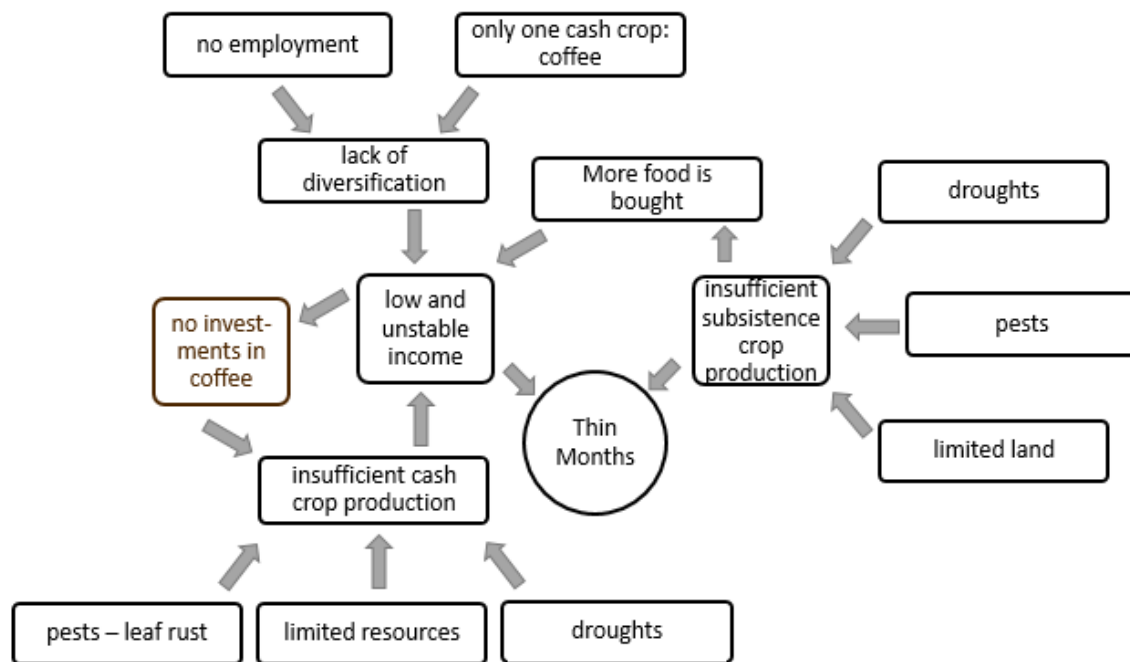 no employment
only one cash crop:
coffee
lack of
diversification
More food is
bought
droughts
low and
unstable
income
insufficient
subsistence
crop
production
no invest-
ments in
coffee
pests
Thin
Months
limited land
insufficient cash
crop production
pests – leaf rust
limited resources
droughts